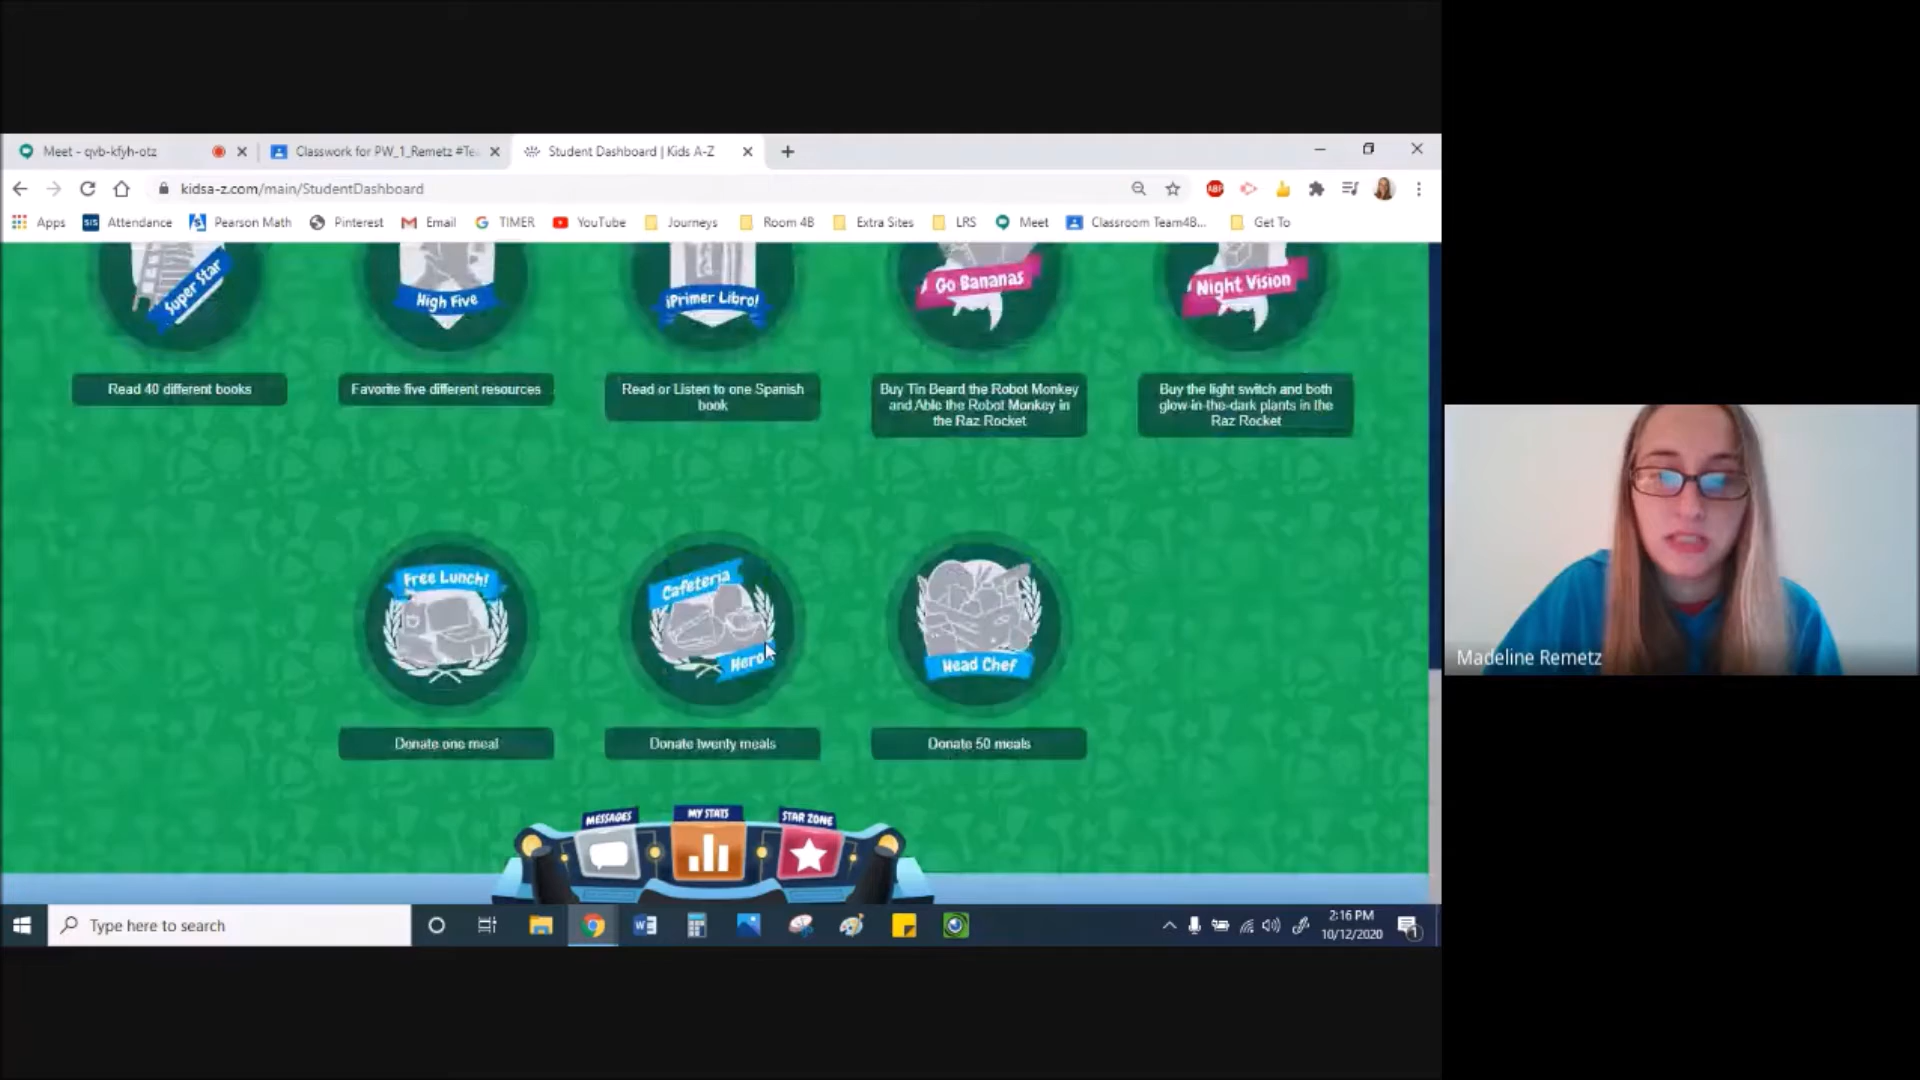 Meet - qvb-kfyh-otz
Classwork for PW_1_Remetz #Te
Student Dashboard | Kids A-Z
kidsa-z.com/main/StudentDashboard
ABP
Apps
SIS Attendance
Pearson Math
Pinterest
Email
TIMER
YouTube
Journeys
Room 4B
Extra Sites
LRS
Meet
Classroom Team4B...
Get To
Super Star
High Five
¡Primer Libro!
Go Bananas
Night Vision
Read 40 different books
Favorite five different resources
Read or Listen to one Spanish
book
Buy Tin Beard the Robot Monkey
and Able the Robot Monkey in
the Raz Rocket
Buy the light switch and both
glow-in-the-dark plants in the
Raz Rocket
Free Lunch!
Cafeteria
Hero
Head Chef
Donate one meal
Donate twenty meals
Donate 50 meals
MESSAGES
MY STATS
STAR ZONE
Madeline Remetz
Type here to search
2:16 PM
10/12/2020
1